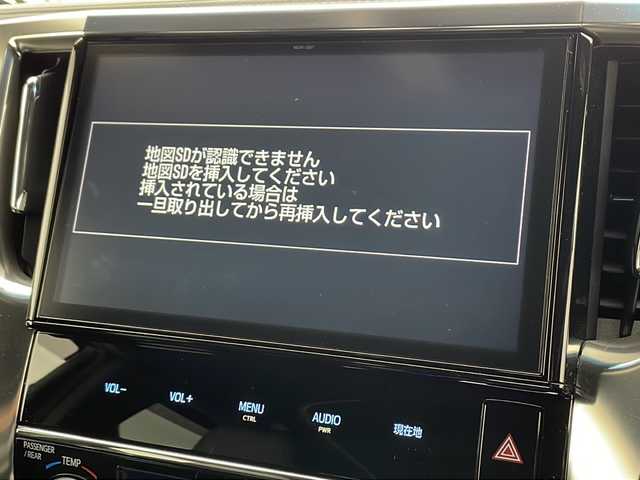 地図SDが認識できません
地図SDを挿入してください
挿入されている場合は
一旦取り出してから再挿入してください
VOL−
VOL+
MENU
CTRL
AUDIO
PWR
現在地
PASSENGER
/REAR
TEMP